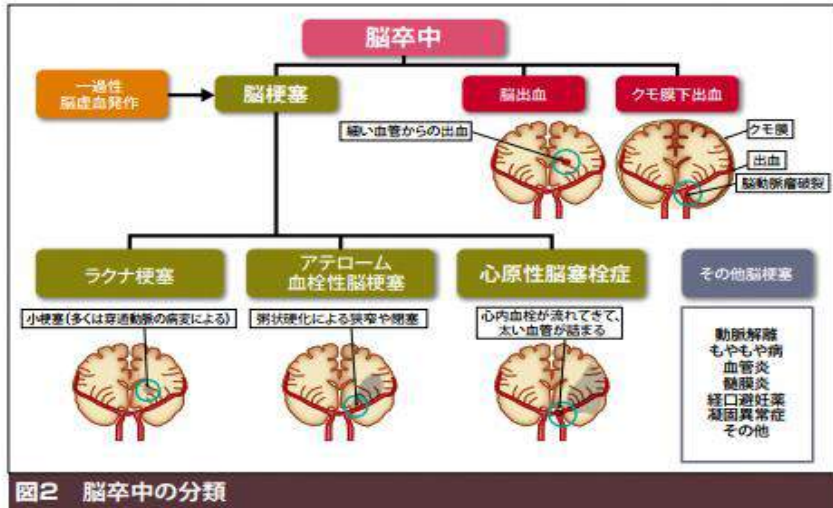 脳卒中
一過性
脳虚血発作
脳梗塞
脳出血
クモ膜下出血
細い血管からの出血
クモ膜
出血
脳動脈瘤破裂
ラクナ梗塞
アテローム
血栓性脳梗塞
心原性脳塞栓症
その他脳梗塞
小梗塞(多くは穿通動脈の病変による)
粥状硬化による狭窄や閉塞
心内血栓が流れてきて、
太い血管が詰まる
動脈解離
もやもや病
血管炎
髄膜炎
経口避妊薬
凝固異常症
その他
図2 脳卒中の分類